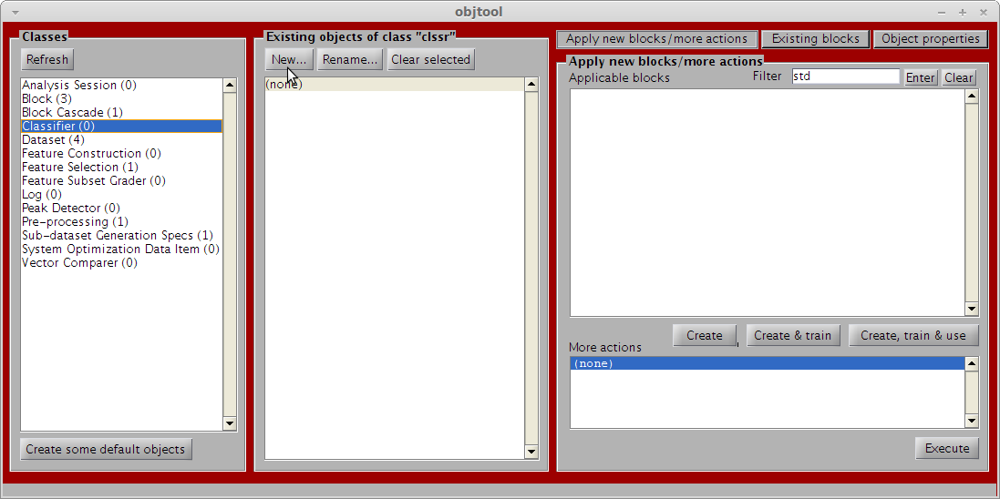 objtool
Classes
Refresh
Analysis Session (0)
Block (3)
Block Cascade (1)
Classifier (0)
Dataset (4)
Feature Construction (0)
Feature Selection (1)
Feature Subset Grader (0)
Log (0)
Peak Detector (0)
Pre-processing (1)
Sub-dataset Generation Specs (1)
System Optimization Data Item (0)
Vector Comparer (0)
Create some default objects
Existing objects of class "clssr"
New... Rename... Clear selected
(none)
Apply new blocks/more actions Existing blocks Object properties
Apply new blocks/more actions
Applicable blocks Filter std Enter Clear
Create Create & train Create, train & use
More actions
(none)
Execute